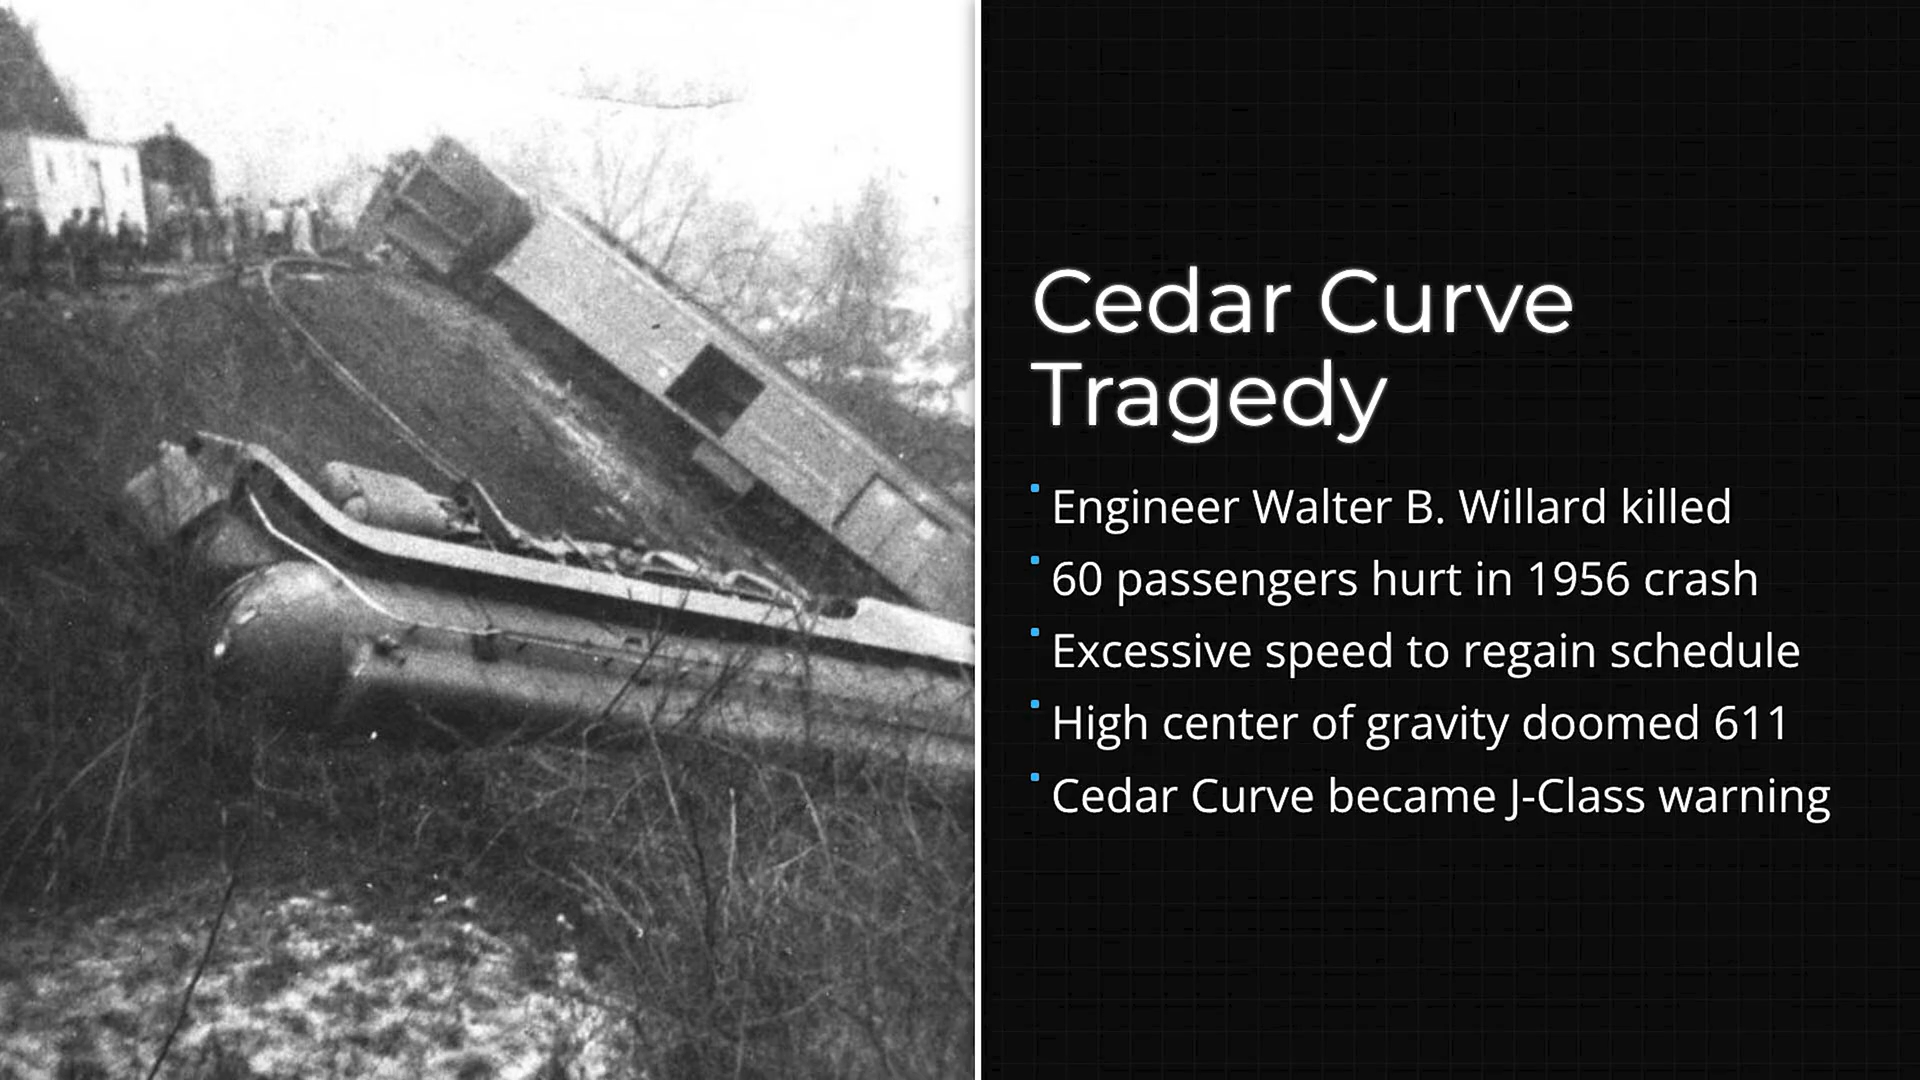 Cedar Curve
Tragedy
Engineer Walter B. Willard killed
60 passengers hurt in 1956 crash
Excessive speed to regain schedule
High center of gravity doomed 611
Cedar Curve became J-Class warning